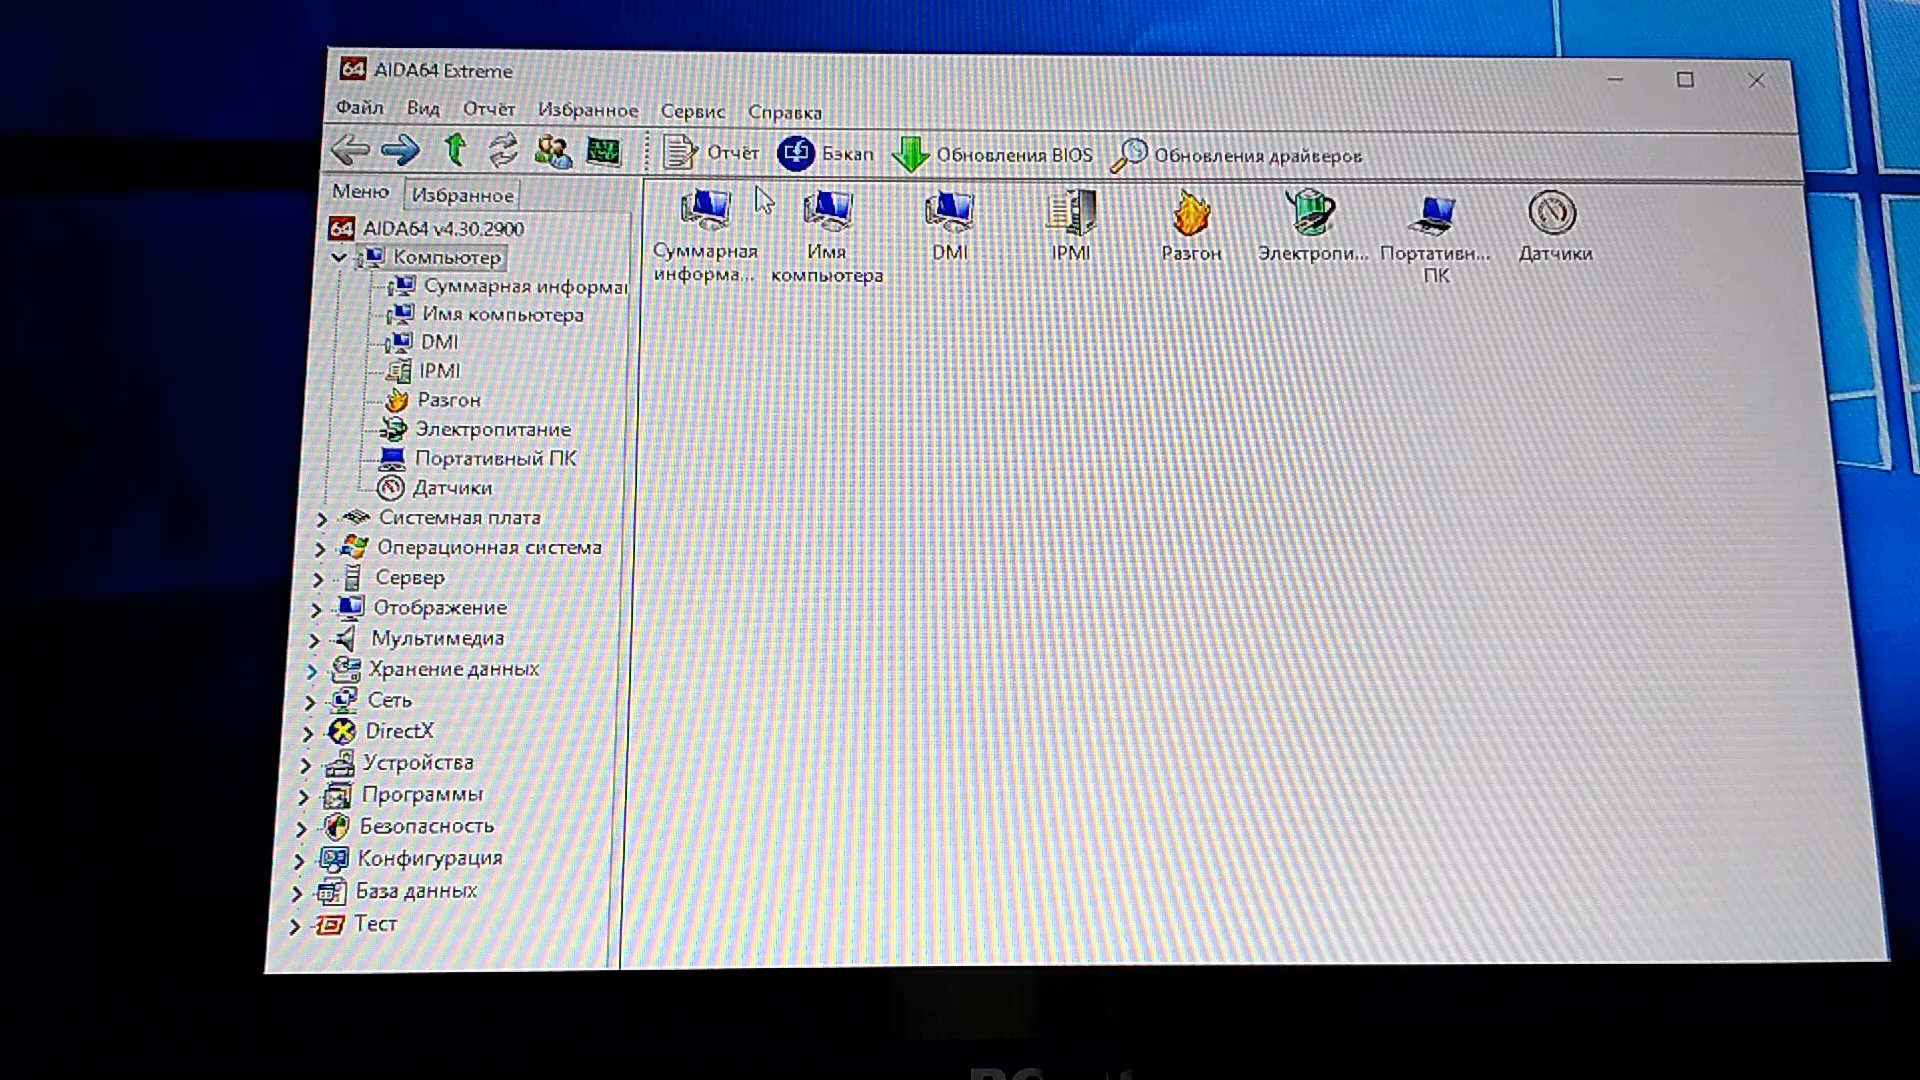 AIDA64 Extreme
Файл Вид Отчёт Избранное Сервис Справка
Отчёт Бэкап Обновления BIOS Обновления драйверов
Меню Избранное
AIDA64 v4.30.2900
Компьютер
Суммарная информа
Имя компьютера
DMI
IPMI
Разгон
Электропитание
Портативный ПК
Датчики
Системная плата
Операционная система
Сервер
Отображение
Мультимедиа
Хранение данных
Сеть
DirectX
Устройства
Программы
Безопасность
Конфигурация
База данных
Тест
Суммарная информа...
Имя компьютера
DMI
IPMI
Разгон
Электропи...
Портативн... ПК
Датчики